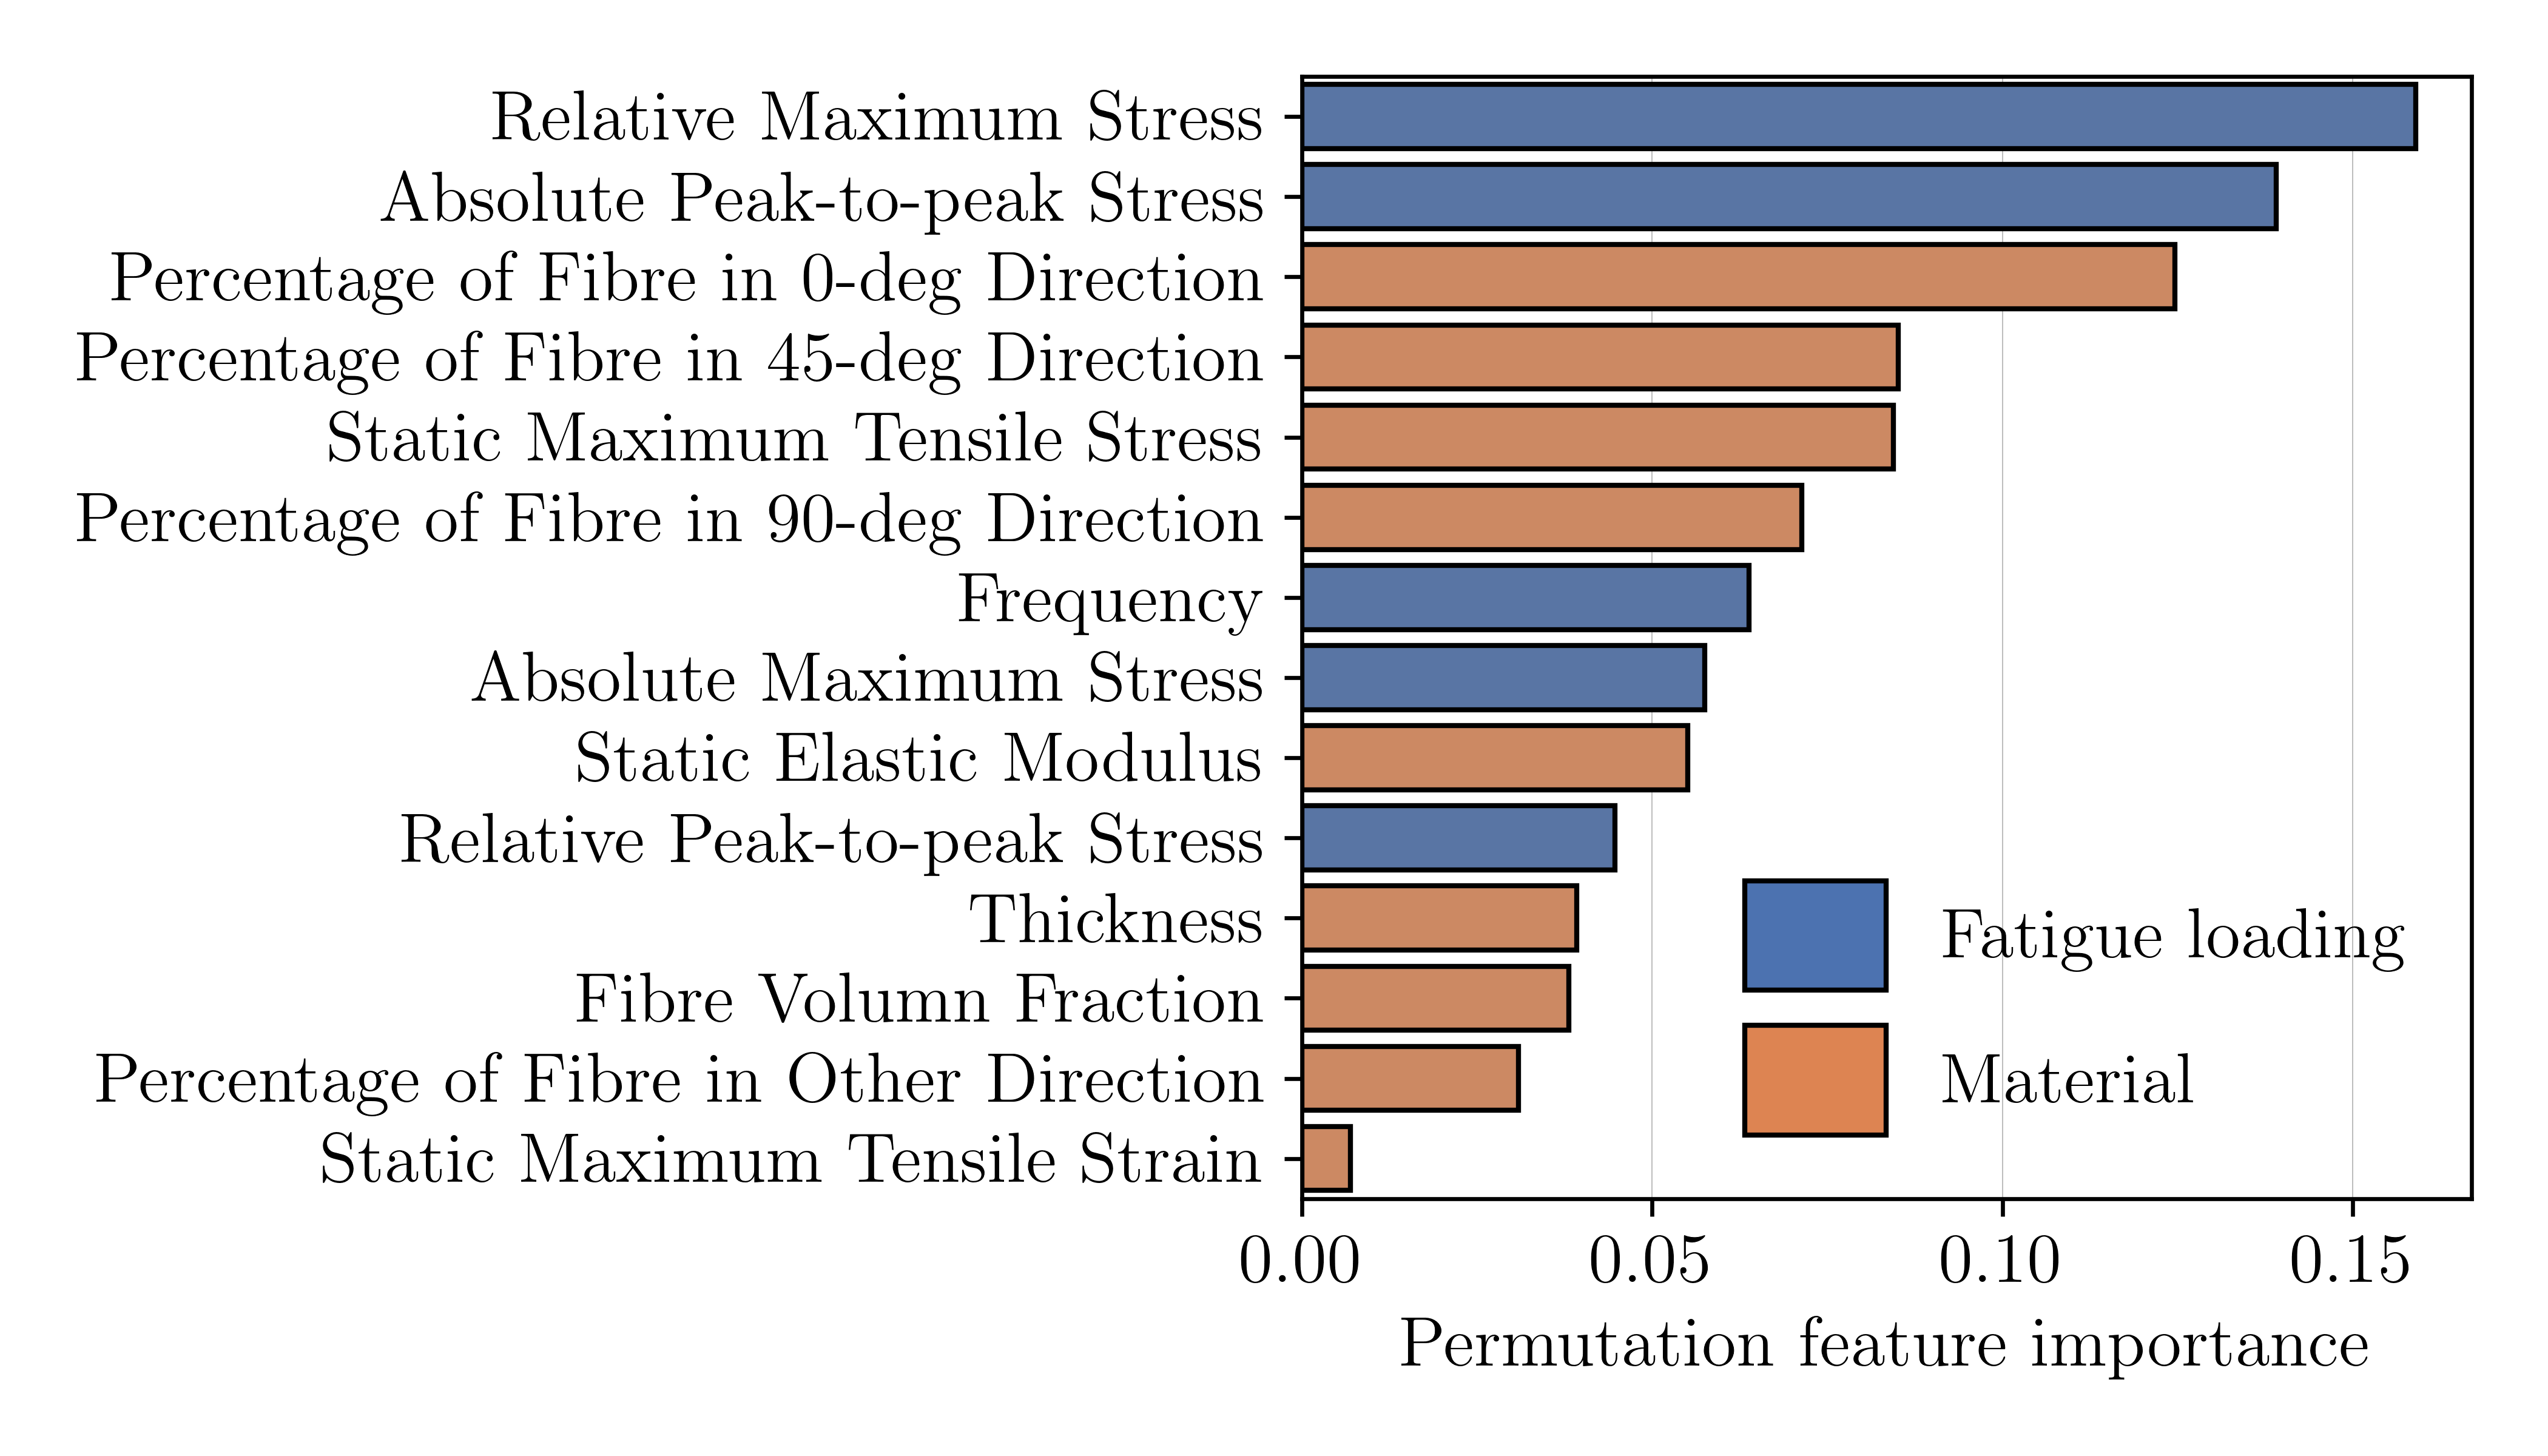 Relative Maximum Stress
Absolute Peak-to-peak Stress
Percentage of Fibre in 0-deg Direction
Percentage of Fibre in 45-deg Direction
Static Maximum Tensile Stress
Percentage of Fibre in 90-deg Direction
Frequency
Absolute Maximum Stress
Static Elastic Modulus
Relative Peak-to-peak Stress
Thickness
Fibre Volumn Fraction
Percentage of Fibre in Other Direction
Static Maximum Tensile Strain
Fatigue loading
Material
0.00 0.05 0.10 0.15
Permutation feature importance